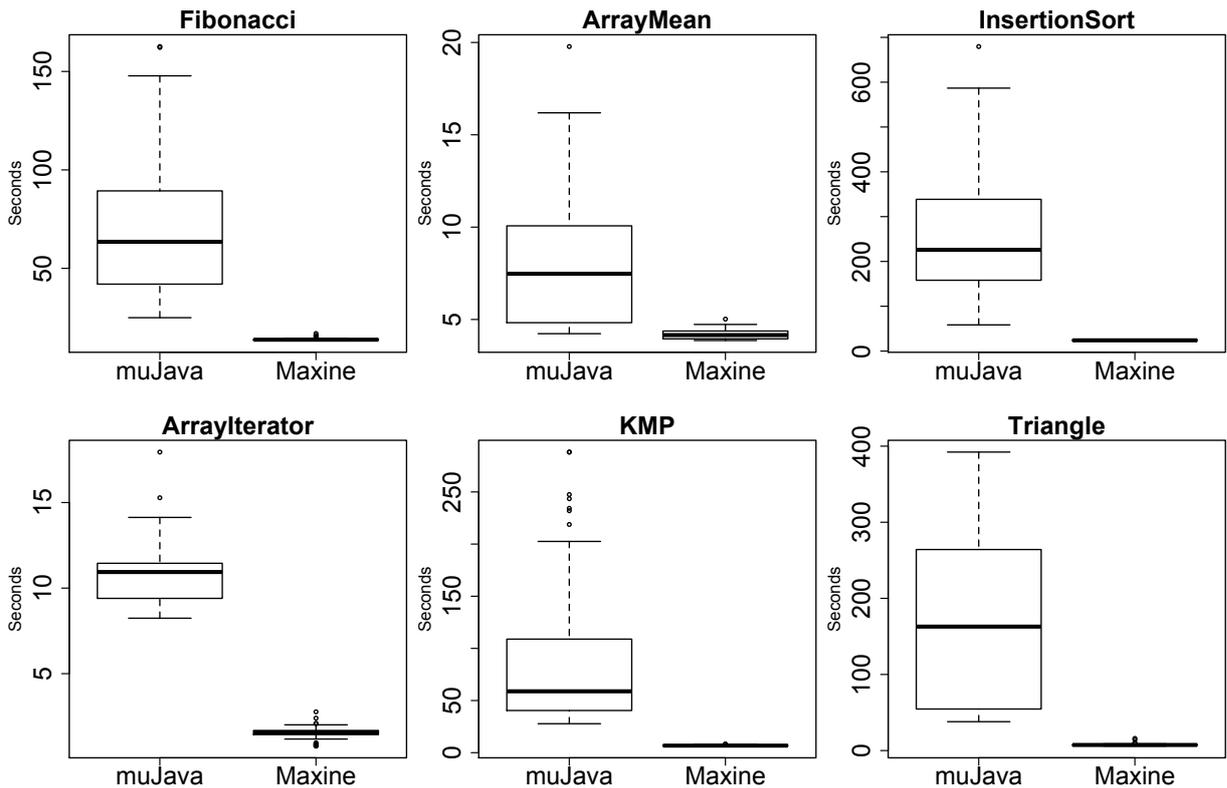 Fibonacci
ArrayMean
InsertionSort
Seconds
50
100
150
muJava
Maxine
Seconds
5
10
15
20
muJava
Maxine
Seconds
0
200
400
600
muJava
Maxine
ArrayIterator
KMP
Triangle
Seconds
5
10
15
muJava
Maxine
Seconds
0
50
150
250
muJava
Maxine
Seconds
0
100
200
300
400
muJava
Maxine